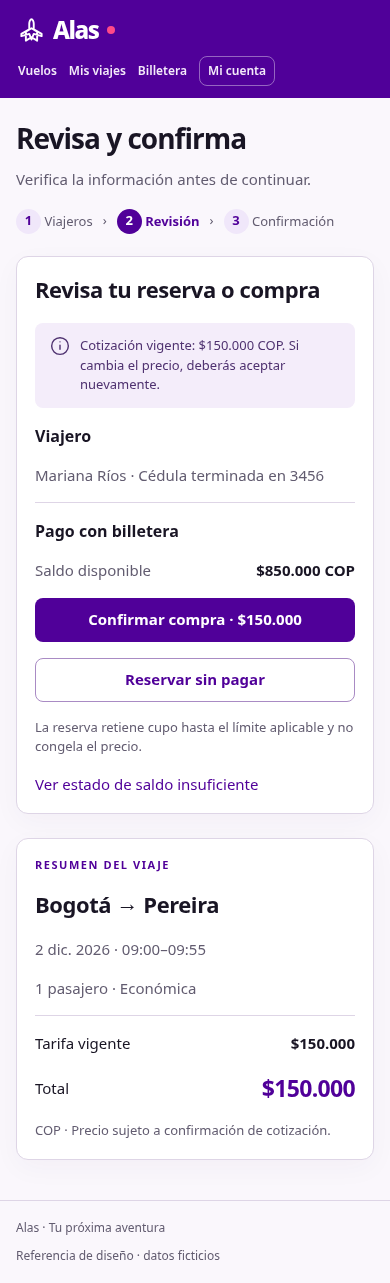 Alas
Vuelos Mis viajes Billetera Mi cuenta
Revisa y confirma
Verifica la información antes de continuar.
1 Viajeros › 2 Revisión › 3 Confirmación
Revisa tu reserva o compra
Cotización vigente: $150.000 COP. Si
cambia el precio, deberás aceptar
nuevamente.
Viajero
Mariana Ríos · Cédula terminada en 3456
Pago con billetera
Saldo disponible $850.000 COP
Confirmar compra · $150.000
Reservar sin pagar
La reserva retiene cupo hasta el límite aplicable y no
congela el precio.
Ver estado de saldo insuficiente
RESUMEN DEL VIAJE
Bogotá → Pereira
2 dic. 2026 · 09:00–09:55
1 pasajero · Económica
Tarifa vigente $150.000
Total $150.000
COP · Precio sujeto a confirmación de cotización.
Alas · Tu próxima aventura
Referencia de diseño · datos ficticios